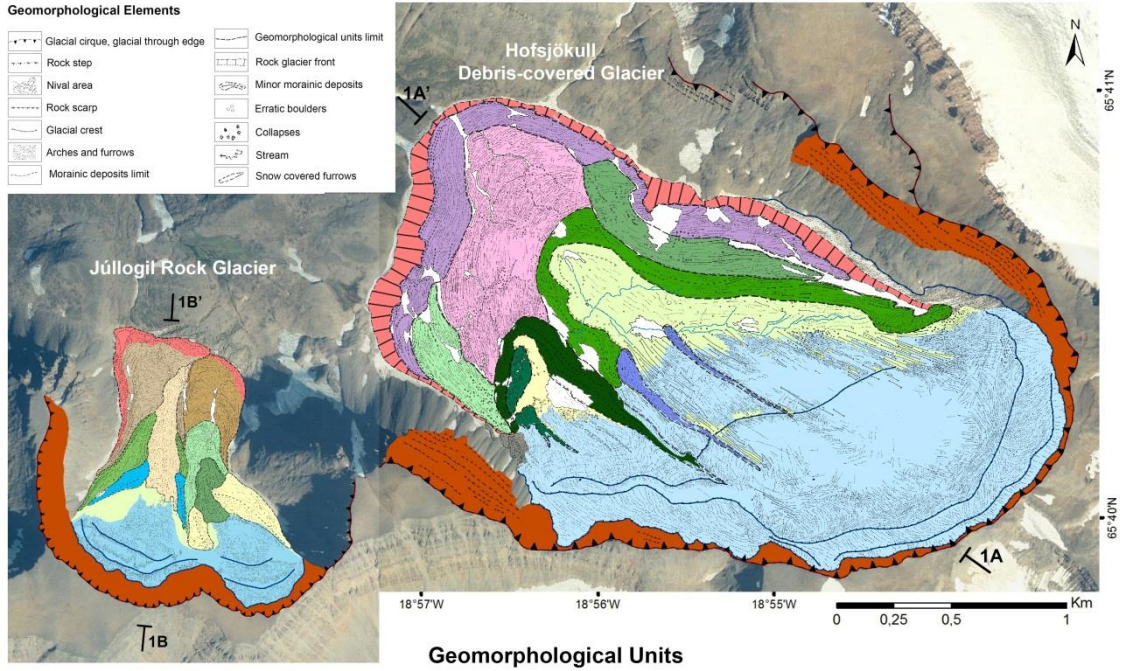 Geomorphological Elements
Glacial cirque, glacial through edge
Rock step
Nival area
Rock scarp
Glacial crest
Arches and furrows
Morainic deposits limit
Geomorphological units limit
Rock glacier front
Minor morainic deposits
Erratic boulders
Collapses
Stream
Snow covered furrows
Hofsjökull
Debris-covered Glacier
N
65°41'N
1A'
Júllogil Rock Glacier
1B'
65°40'N
1A
1B
18°57'W
18°56'W
18°55'W
Km
0
0,25
0,5
1
Geomorphological Units